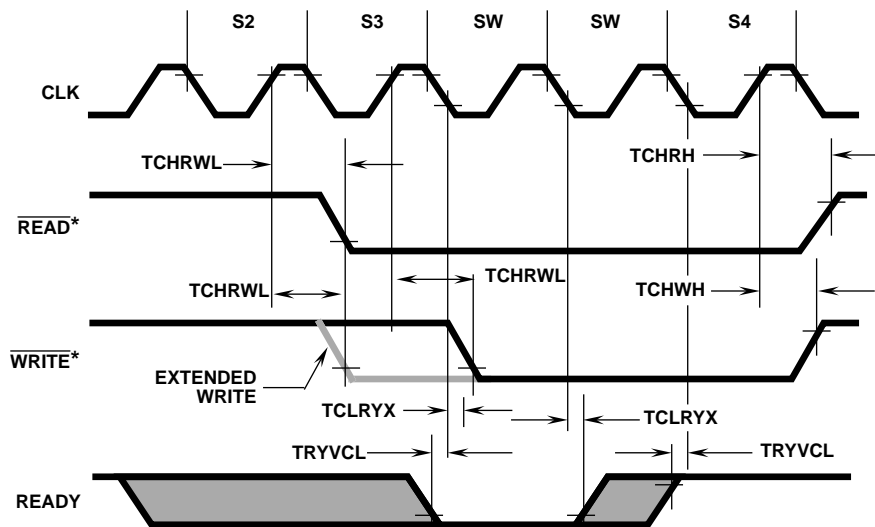 S2 S3 SW SW S4
CLK
TCHRWL TCHRH
READ*
TCHRWL TCHRWL TCHWH
WRITE*
EXTENDED
WRITE
TCLRYX TCLRYX
TRYVCL TRYVCL
READY